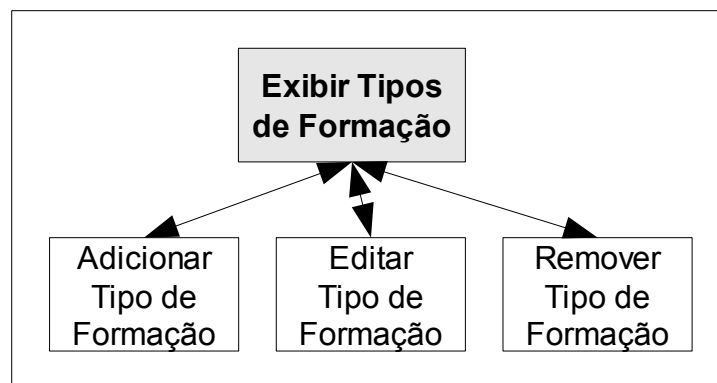 Exibir Tipos
de Formação
Adicionar
Tipo de
Formação
Editar
Tipo de
Formação
Remover
Tipo de
Formação